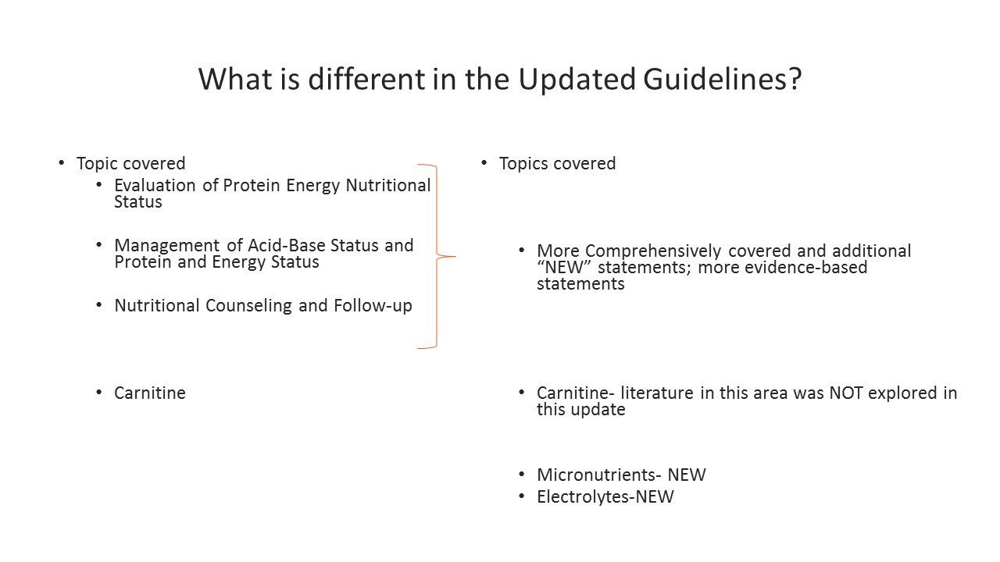 What is different in the Updated Guidelines?
• Topic covered
• Evaluation of Protein Energy Nutritional
Status
• Management of Acid-Base Status and
Protein and Energy Status
• Nutritional Counseling and Follow-up
• Carnitine
• Topics covered
• More Comprehensively covered and additional
“NEW” statements; more evidence-based
statements
• Carnitine- literature in this area was NOT explored in
this update
• Micronutrients- NEW
• Electrolytes-NEW